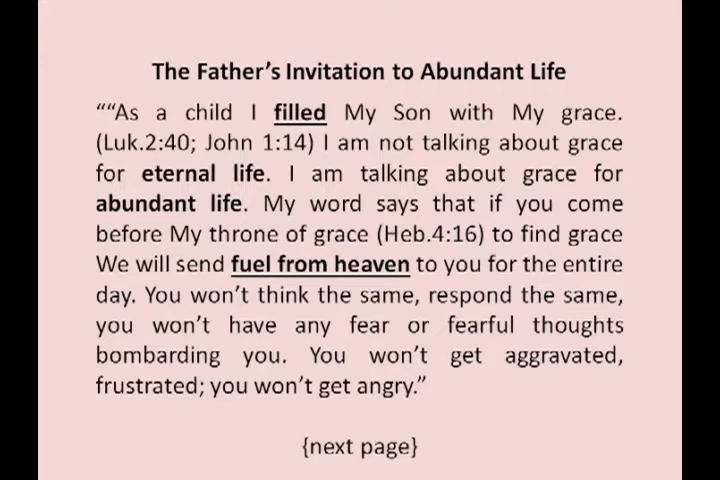 The Father’s Invitation to Abundant Life
““As a child I filled My Son with My grace.
(Luk.2:40; John 1:14) I am not talking about grace
for eternal life. I am talking about grace for
abundant life. My word says that if you come
before My throne of grace (Heb.4:16) to find grace
We will send fuel from heaven to you for the entire
day. You won’t think the same, respond the same,
you won’t have any fear or fearful thoughts
bombarding you. You won’t get aggravated,
frustrated; you won’t get angry.”
{next page}